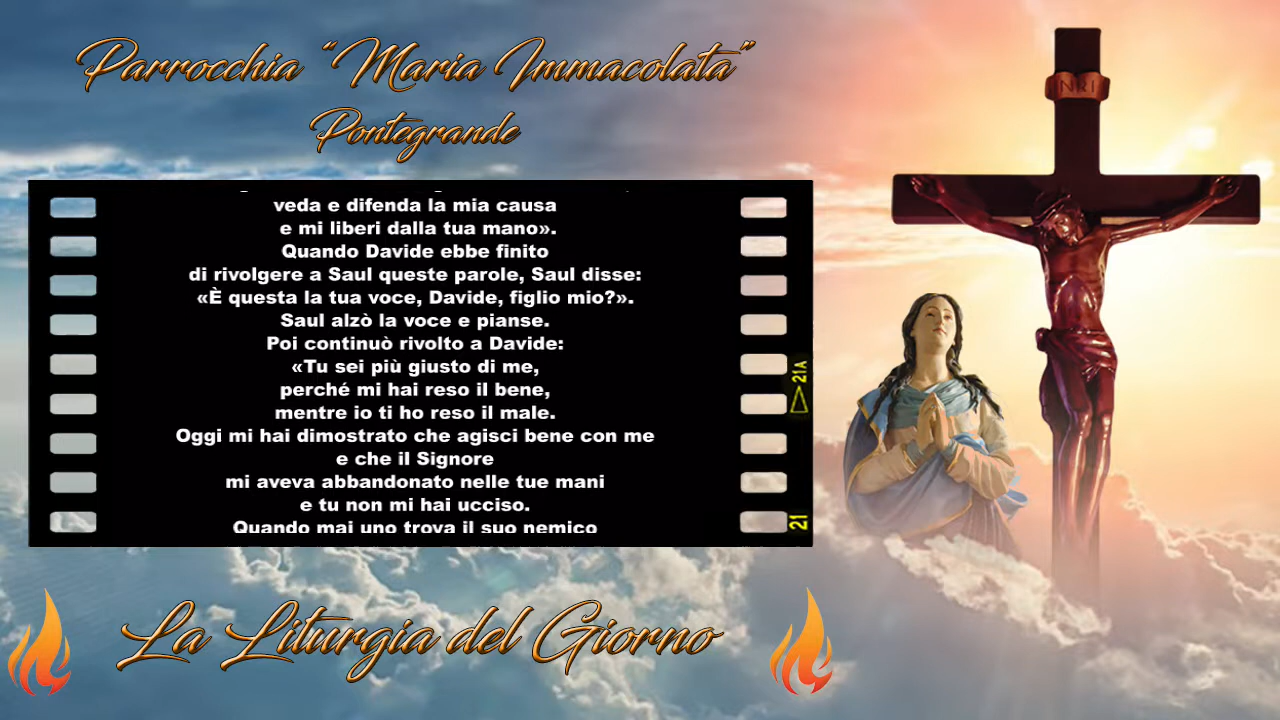 Parrocchia “Maria Immacolata”
Pontegrande
INRI
veda e difenda la mia causa
e mi liberi dalla tua mano».
Quando Davide ebbe finito
di rivolgere a Saul queste parole, Saul disse:
«È questa la tua voce, Davide, figlio mio?».
Saul alzò la voce e pianse.
Poi continuò rivolto a Davide:
«Tu sei più giusto di me,
perché mi hai reso il bene,
mentre io ti ho reso il male.
Oggi mi hai dimostrato che agisci bene con me
e che il Signore
mi aveva abbandonato nelle tue mani
e tu non mi hai ucciso.
Quando mai uno trova il suo nemico
21A
21
La Liturgia del Giorno